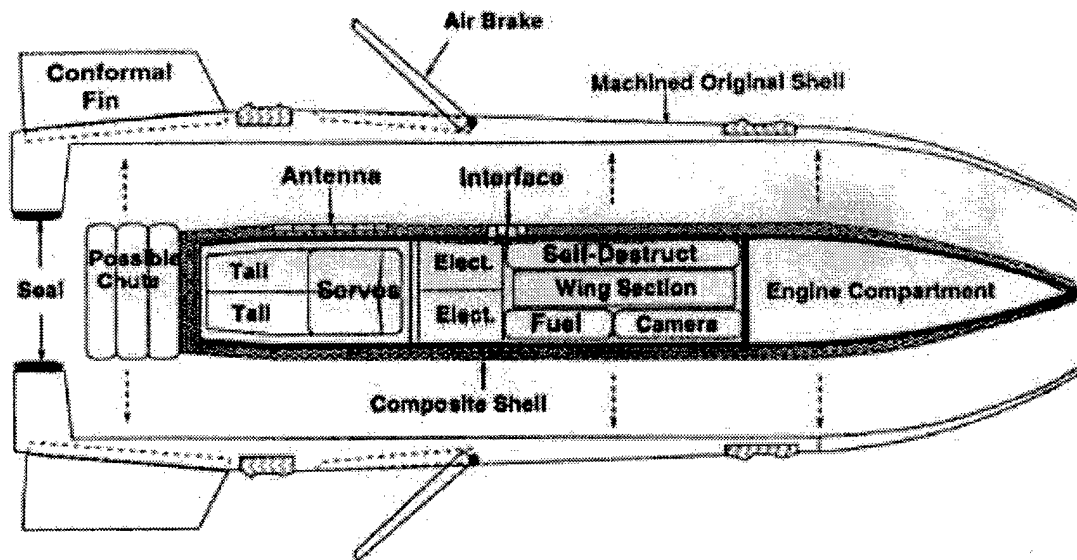 Air Brake
Conformal
Fin
Machined Original Shell
Antenna
Interface
Possible
Chute
Seal
Tail
Servos
Tail
Elect.
Elect.
Self-Destruct
Wing Section
Fuel
Camera
Engine Compartment
Composite Shell